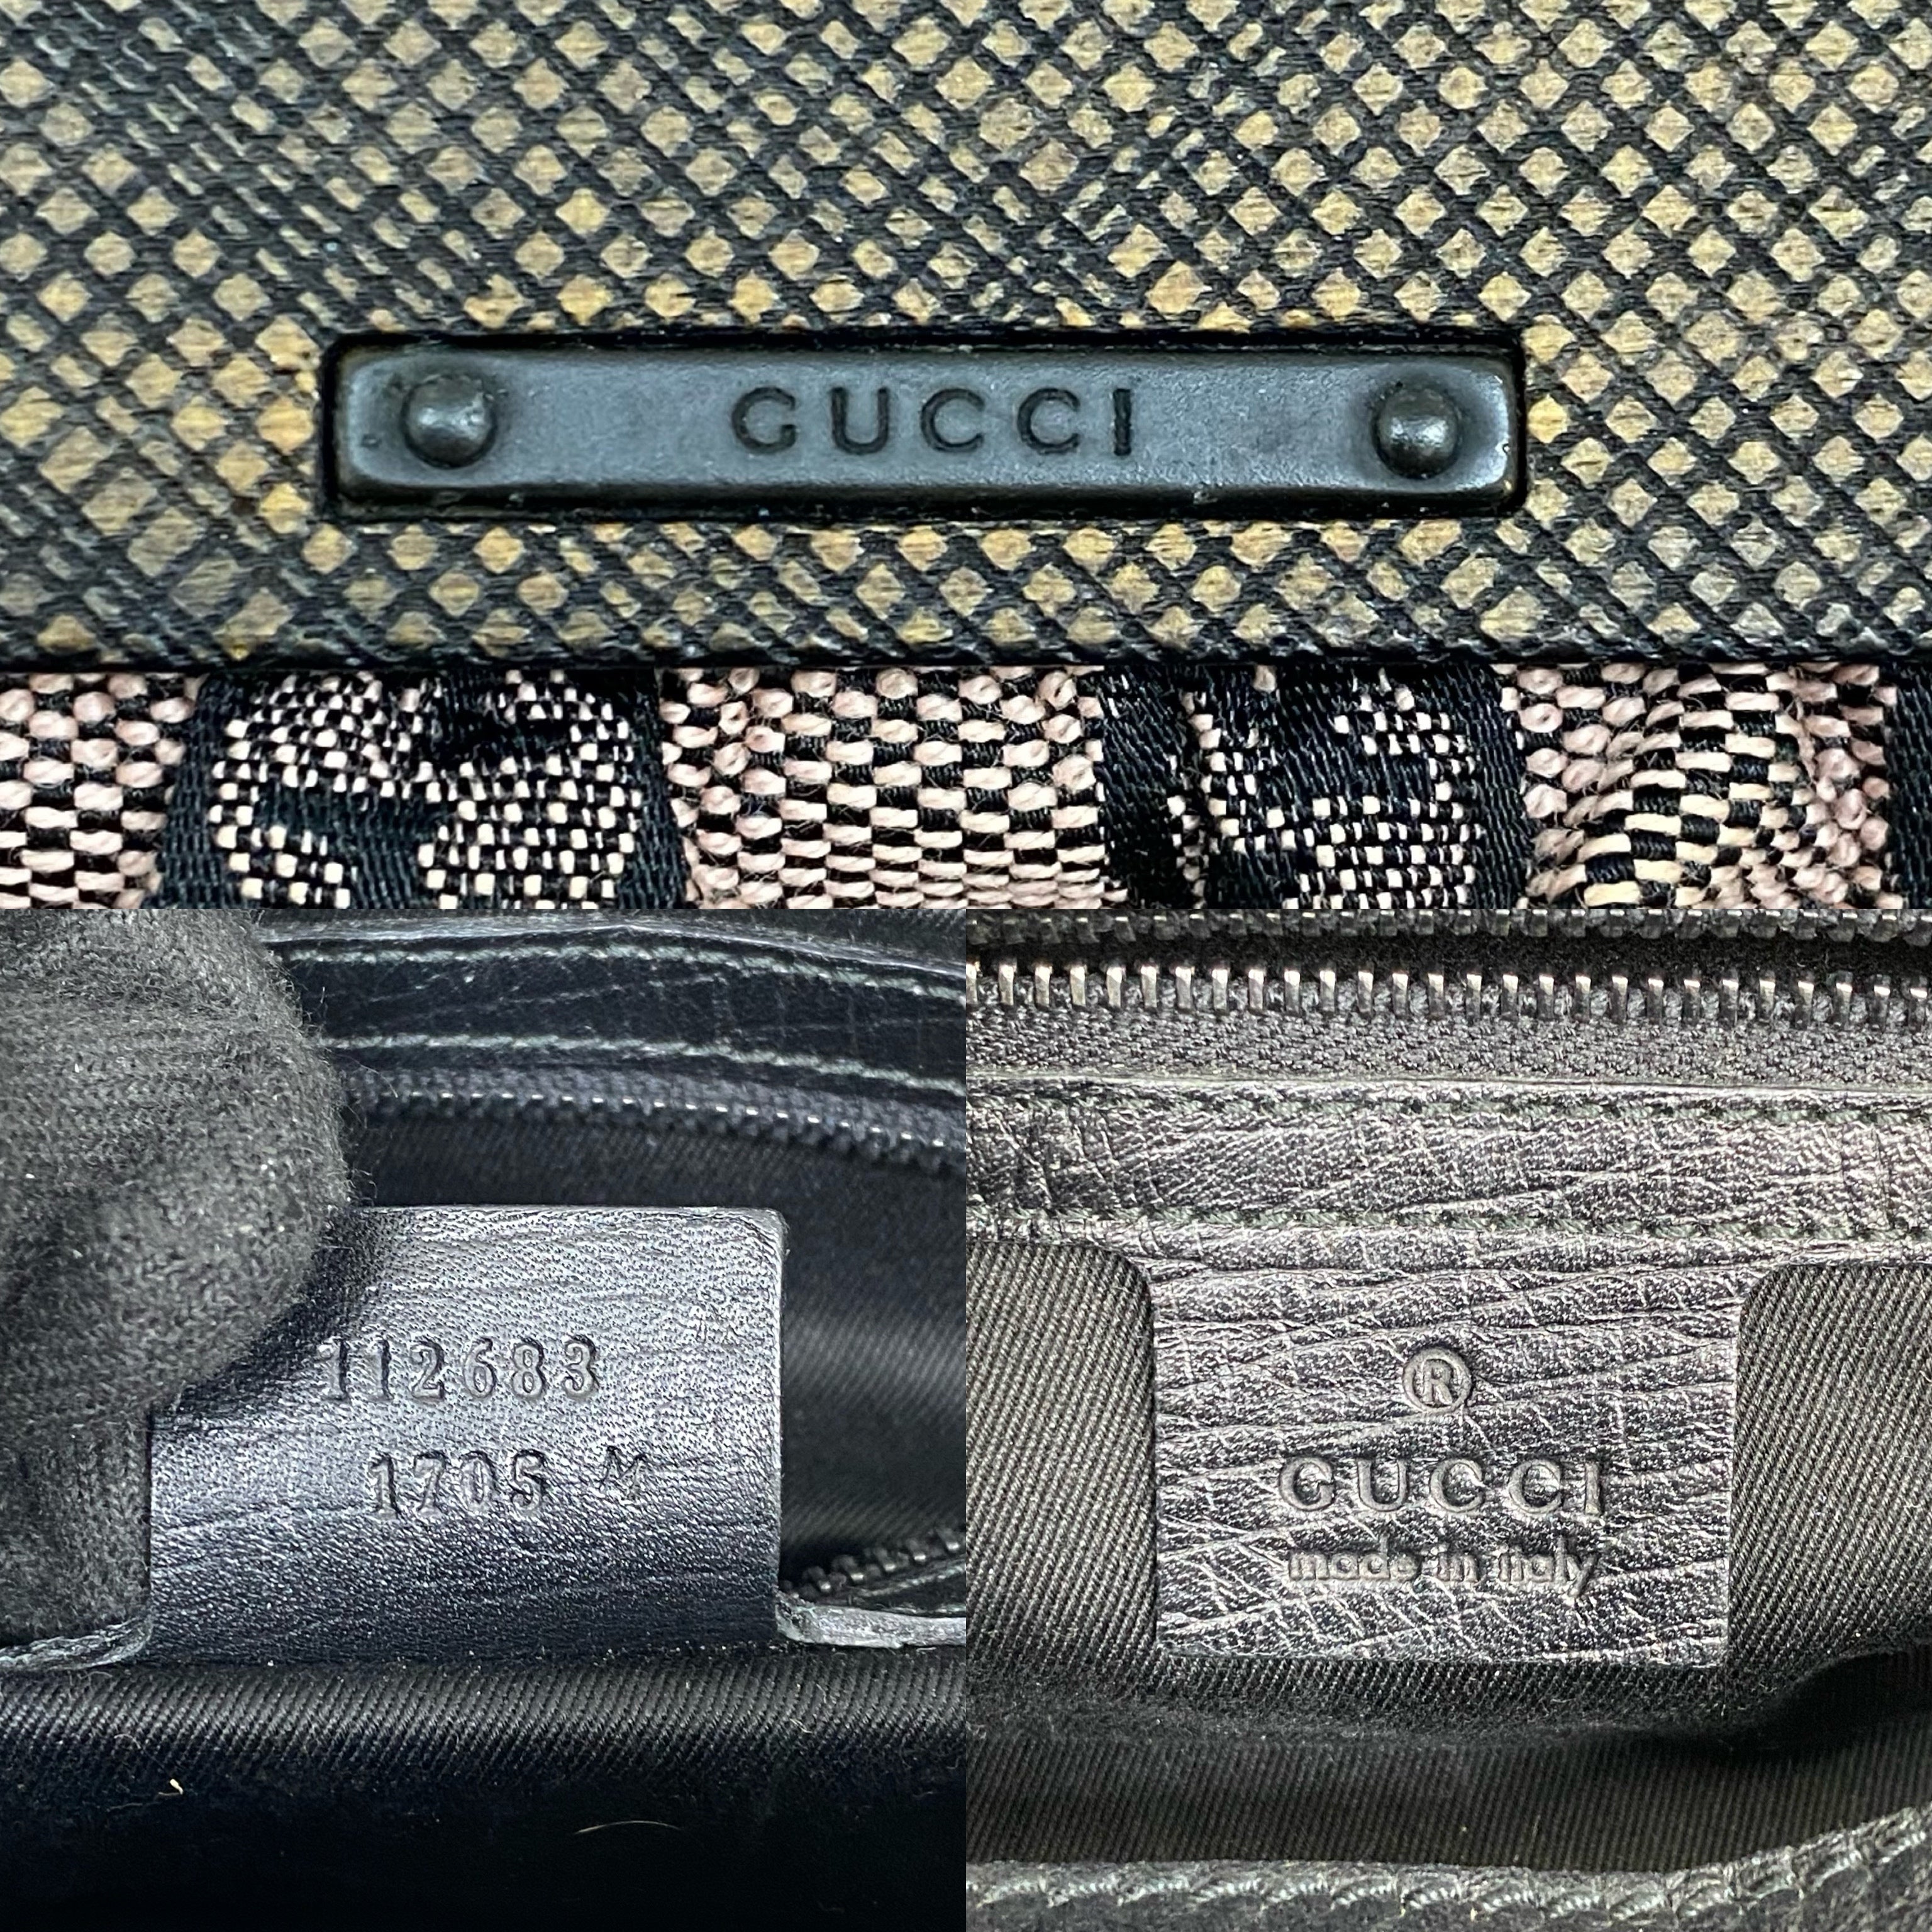 GUCCI
112683
1705 M
®
GUCCI
made in italy